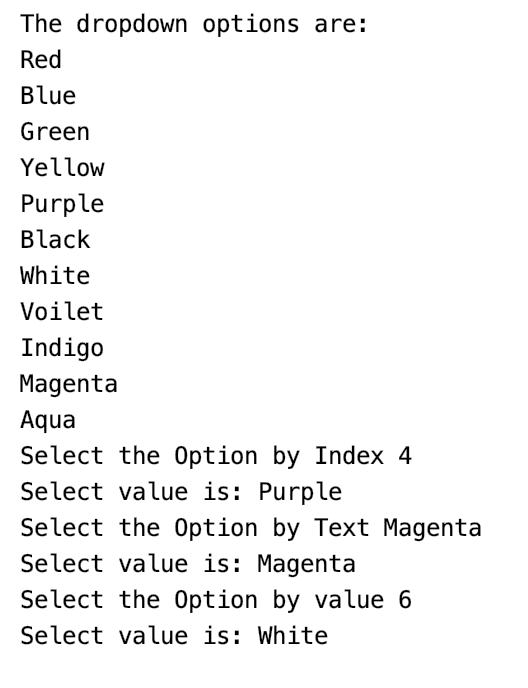 The dropdown options are:
Red
Blue
Green
Yellow
Purple
Black
White
Voilet
Indigo
Magenta
Aqua
Select the Option by Index 4
Select value is: Purple
Select the Option by Text Magenta
Select value is: Magenta
Select the Option by value 6
Select value is: White